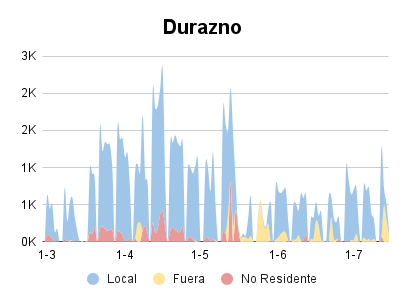 Durazno
3K
2K
2K
1K
1K
0K
1-3 1-4 1-5 1-6 1-7
Local Fuera No Residente